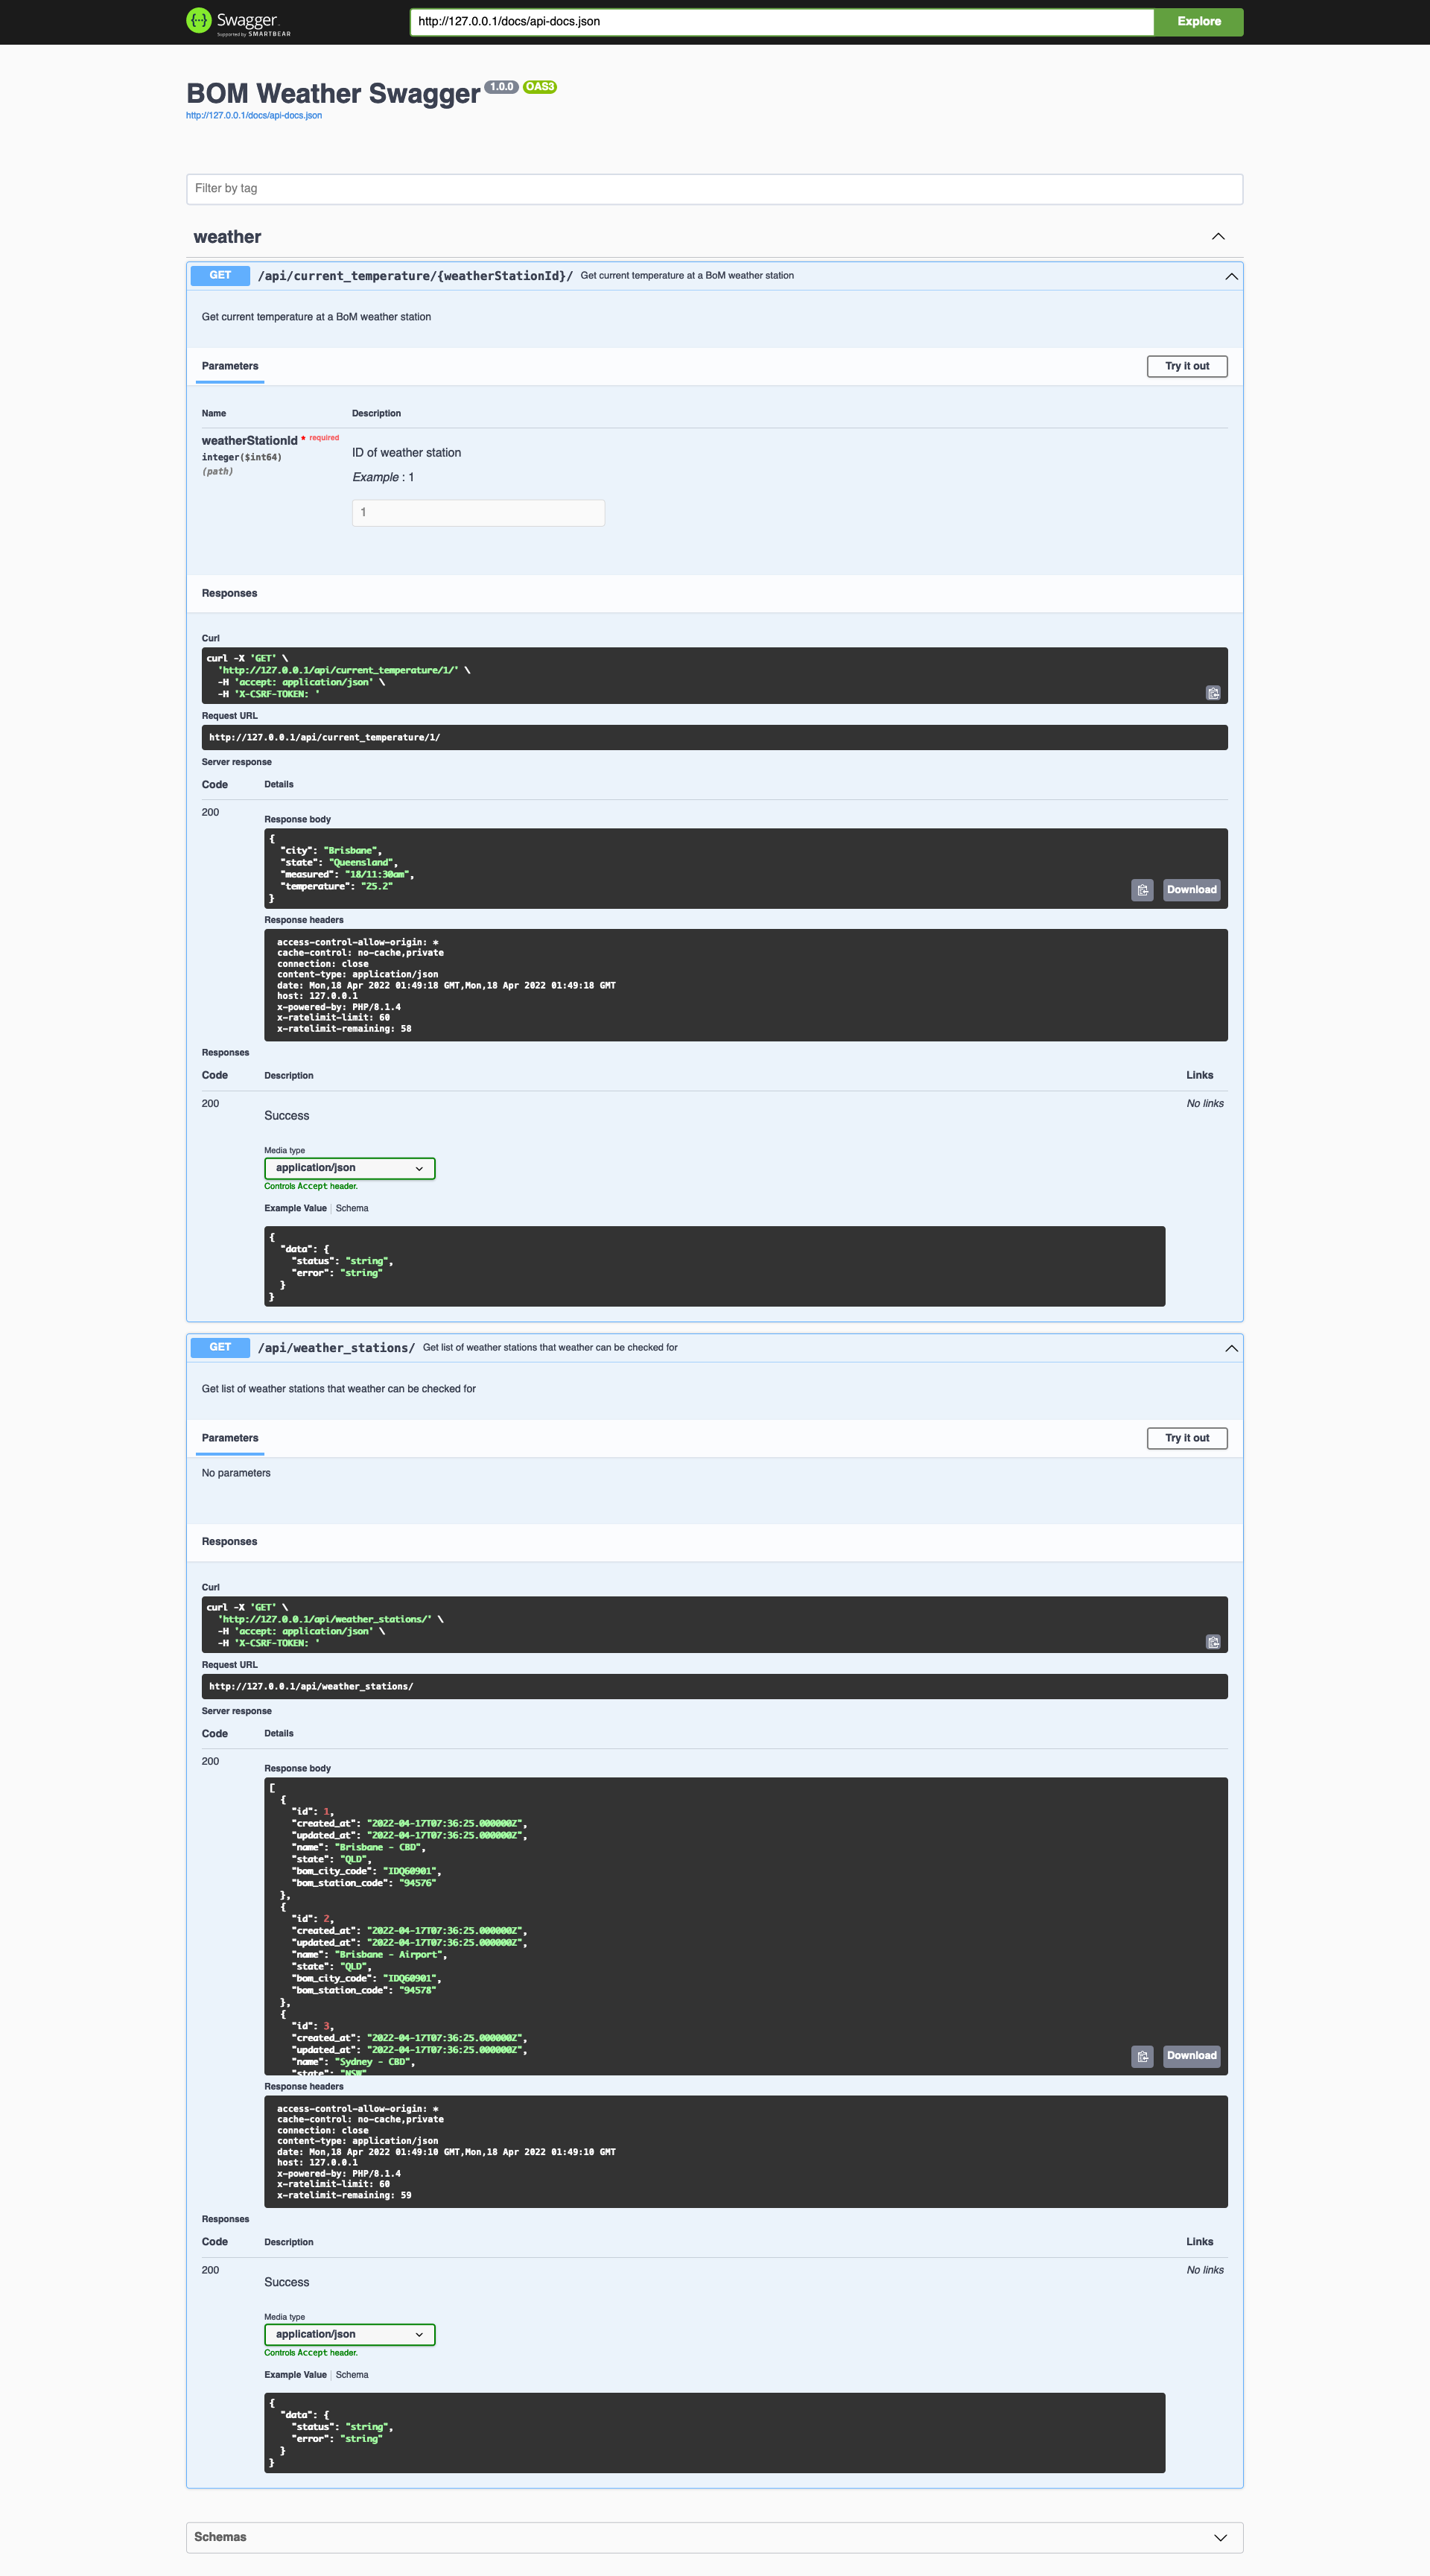 Swagger.
Supported by SMARTBEAR
http://127.0.0.1/docs/api-docs.json
Explore
BOM Weather Swagger 1.0.0 OAS3
http://127.0.0.1/docs/api-docs.json
Filter by tag
weather
GET /api/current_temperature/{weatherStationId}/ Get current temperature at a BoM weather station
Get current temperature at a BoM weather station
Parameters
Try it out
Name Description
weatherStationId * required
integer($int64)
(path)
ID of weather station
Example : 1
1
Responses
Curl
curl -X 'GET' \
'http://127.0.0.1/api/current_temperature/1/' \
-H 'accept: application/json' \
-H 'X-CSRF-TOKEN: '
Request URL
http://127.0.0.1/api/current_temperature/1/
Server response
Code Details
200
Response body
{
"city": "Brisbane",
"state": "Queensland",
"measured": "18/11:30am",
"temperature": "25.2"
}
Download
Response headers
access-control-allow-origin: *
cache-control: no-cache,private
connection: close
content-type: application/json
date: Mon,18 Apr 2022 01:49:18 GMT,Mon,18 Apr 2022 01:49:18 GMT
host: 127.0.0.1
x-powered-by: PHP/8.1.4
x-ratelimit-limit: 60
x-ratelimit-remaining: 58
Responses
Code Description Links
200 Success No links
Media type
application/json
Controls Accept header.
Example Value | Schema
{
"data": {
"status": "string",
"error": "string"
}
}
GET /api/weather_stations/ Get list of weather stations that weather can be checked for
Get list of weather stations that weather can be checked for
Parameters
Try it out
No parameters
Responses
Curl
curl -X 'GET' \
'http://127.0.0.1/api/weather_stations/' \
-H 'accept: application/json' \
-H 'X-CSRF-TOKEN: '
Request URL
http://127.0.0.1/api/weather_stations/
Server response
Code Details
200
Response body
[
{
"id": 1,
"created_at": "2022-04-17T07:36:25.000000Z",
"updated_at": "2022-04-17T07:36:25.000000Z",
"name": "Brisbane - CBD",
"state": "QLD",
"bom_city_code": "IDQ60901",
"bom_station_code": "94576"
},
{
"id": 2,
"created_at": "2022-04-17T07:36:25.000000Z",
"updated_at": "2022-04-17T07:36:25.000000Z",
"name": "Brisbane - Airport",
"state": "QLD",
"bom_city_code": "IDQ60901",
"bom_station_code": "94578"
},
{
"id": 3,
"created_at": "2022-04-17T07:36:25.000000Z",
"updated_at": "2022-04-17T07:36:25.000000Z",
"name": "Sydney - CBD",
"state": "NSW"
Download
Response headers
access-control-allow-origin: *
cache-control: no-cache,private
connection: close
content-type: application/json
date: Mon,18 Apr 2022 01:49:10 GMT,Mon,18 Apr 2022 01:49:10 GMT
host: 127.0.0.1
x-powered-by: PHP/8.1.4
x-ratelimit-limit: 60
x-ratelimit-remaining: 59
Responses
Code Description Links
200 Success No links
Media type
application/json
Controls Accept header.
Example Value | Schema
{
"data": {
"status": "string",
"error": "string"
}
}
Schemas